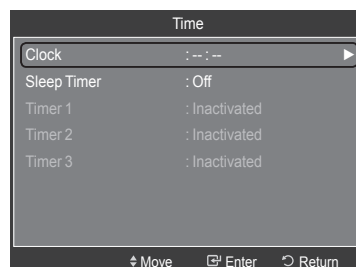 Time
Clock : -- : --
Sleep Timer : Off
Timer 1 : Inactivated
Timer 2 : Inactivated
Timer 3 : Inactivated
Move Enter Return